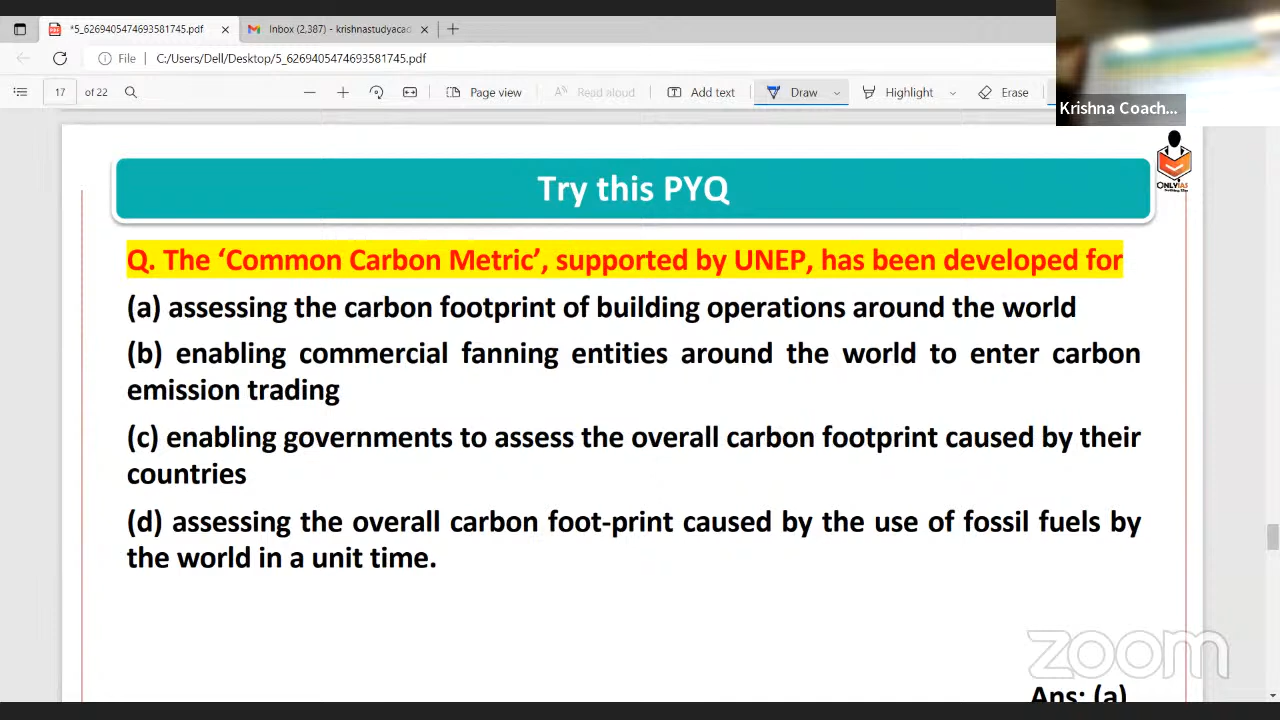 *5_6269405474693581745.pdf
Inbox (2,387) - krishnastudyacad
File
C:/Users/Dell/Desktop/5_6269405474693581745.pdf
17 of 22
Page view
Read aloud
Add text
Draw
Highlight
Erase
Krishna Coach...
ONLYIAS
Try this PYQ
Q. The ‘Common Carbon Metric’, supported by UNEP, has been developed for
(a) assessing the carbon footprint of building operations around the world
(b) enabling commercial fanning entities around the world to enter carbon
emission trading
(c) enabling governments to assess the overall carbon footprint caused by their
countries
(d) assessing the overall carbon foot-print caused by the use of fossil fuels by
the world in a unit time.
zoom
Ans: (a)